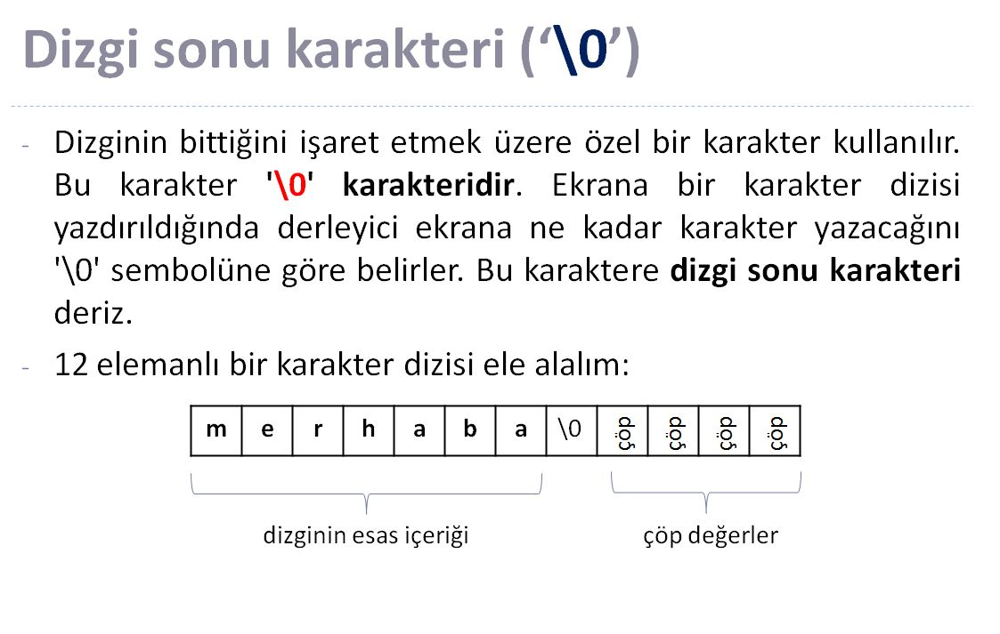 Dizgi sonu karakteri (‘\0’)
- Dizginin bittiğini işaret etmek üzere özel bir karakter kullanılır.
Bu karakter '\0' karakteridir. Ekrana bir karakter dizisi
yazdırıldığında derleyici ekrana ne kadar karakter yazacağını
'\0' sembolüne göre belirler. Bu karaktere dizgi sonu karakteri
deriz.
- 12 elemanlı bir karakter dizisi ele alalım:
m e r h a b a \0 çöp çöp çöp çöp
dizginin esas içeriği çöp değerler